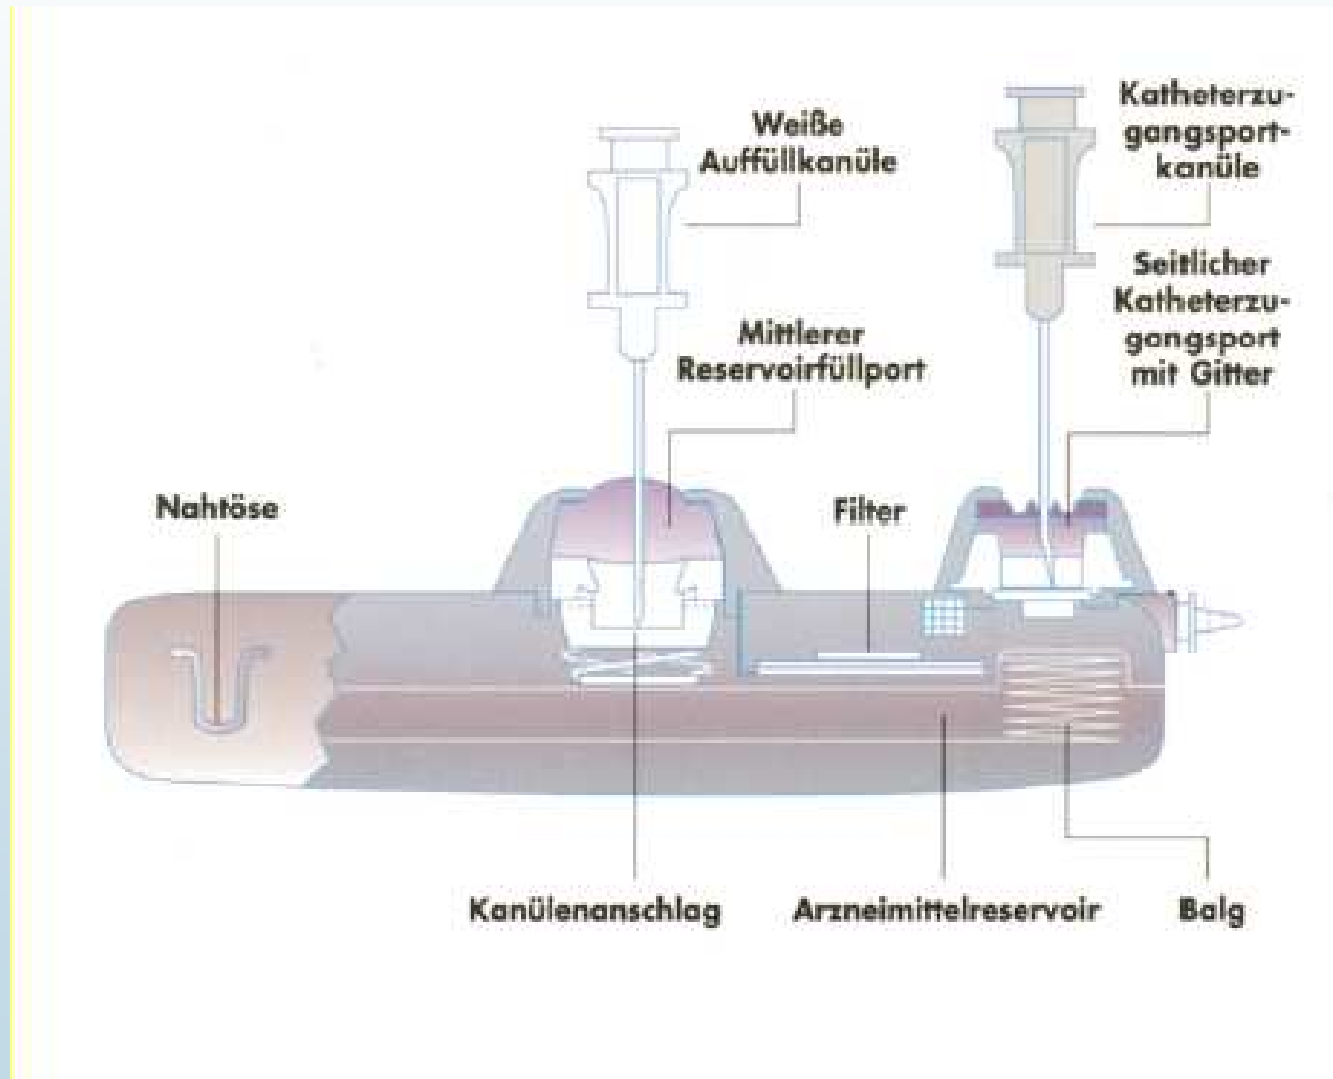 Weiße
Auffüllkanüle
Katheterzu-
gangsport-
kanüle
Seitlicher
Katheterzu-
gangsport
mit Gitter
Mittlerer
Reservoirfüllport
Nahtöse
Filter
Kanülenanschlag
Arzneimittelreservoir
Balg